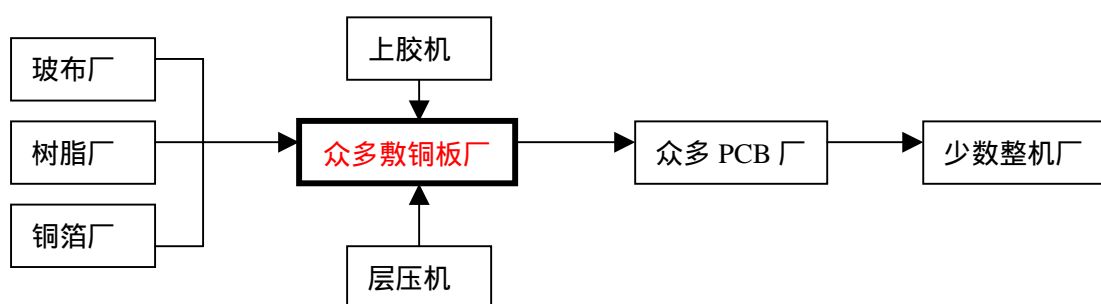 上胶机
玻布厂
树脂厂
众多敷铜板厂
众多 PCB 厂
少数整机厂
铜箔厂
层压机